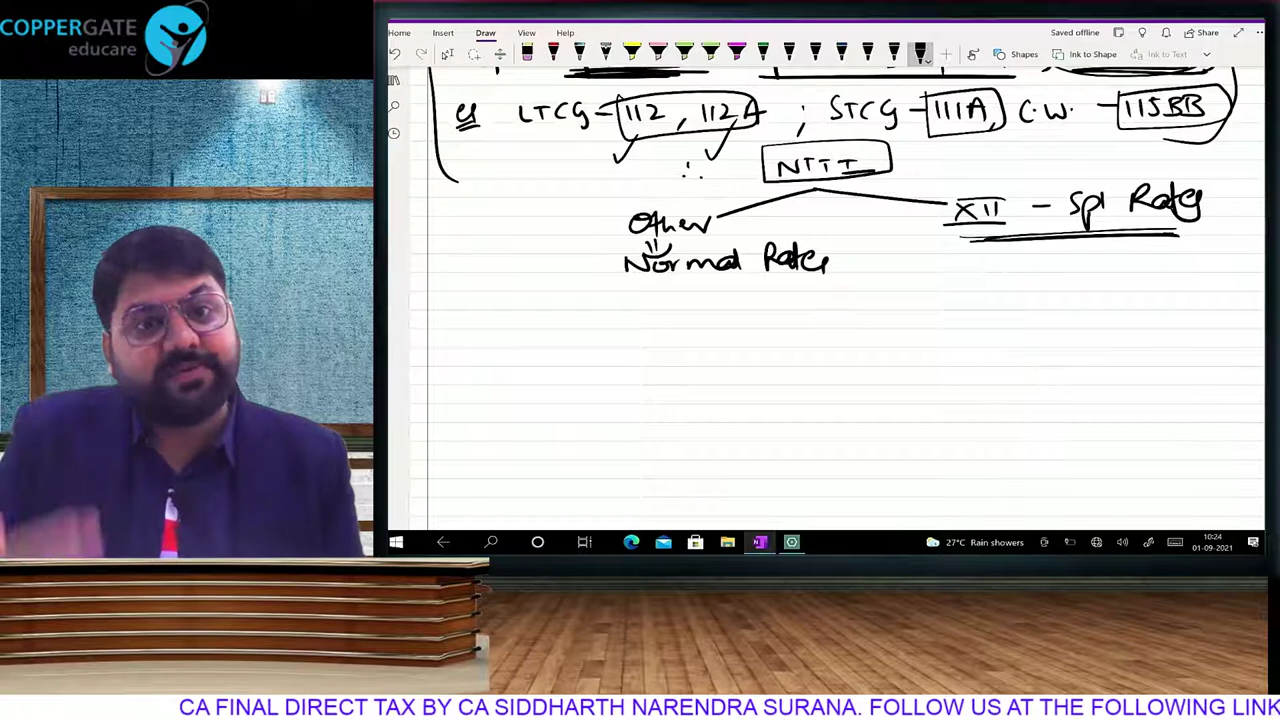 COPPERGATE
educare
Home Insert Draw View Help Saved offline Share
Shapes Ink to Shape Ink to Text
eg LTCG - 112, 112A ; STCG - 111A, C.W. - 115BB
∴ NTTI
Other XII - Spl Rates
Normal Rates
27°C Rain showers 10:24
01-09-2021
CA FINAL DIRECT TAX BY CA SIDDHARTH NARENDRA SURANA. FOLLOW US AT THE FOLLOWING LINK